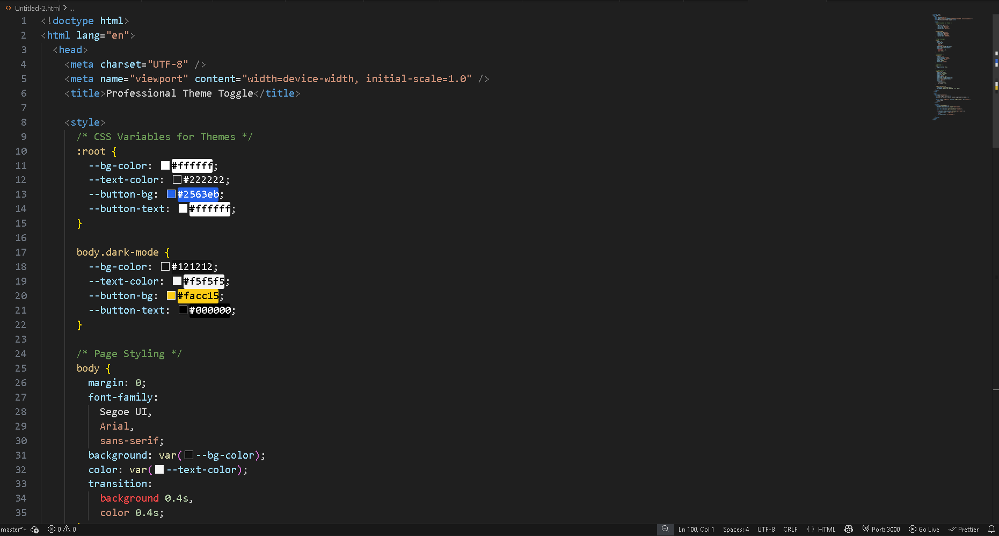 Untitled-2.html > ...
1 <!doctype html>
2 <html lang="en">
3 <head>
4 <meta charset="UTF-8" />
5 <meta name="viewport" content="width=device-width, initial-scale=1.0" />
6 <title>Professional Theme Toggle</title>
7
8 <style>
9 /* CSS Variables for Themes */
10 :root {
11 --bg-color: #ffffff;
12 --text-color: #222222;
13 --button-bg: #2563eb;
14 --button-text: #ffffff;
15 }
16
17 body.dark-mode {
18 --bg-color: #121212;
19 --text-color: #f5f5f5;
20 --button-bg: #facc15;
21 --button-text: #000000;
22 }
23
24 /* Page Styling */
25 body {
26 margin: 0;
27 font-family:
28 Segoe UI,
29 Arial,
30 sans-serif;
31 background: var(--bg-color);
32 color: var(--text-color);
33 transition:
34 background 0.4s,
35 color 0.4s;
master*+ 0 0 Ln 100, Col 1 Spaces: 4 UTF-8 CRLF {} HTML Port: 3000 Go Live Prettier